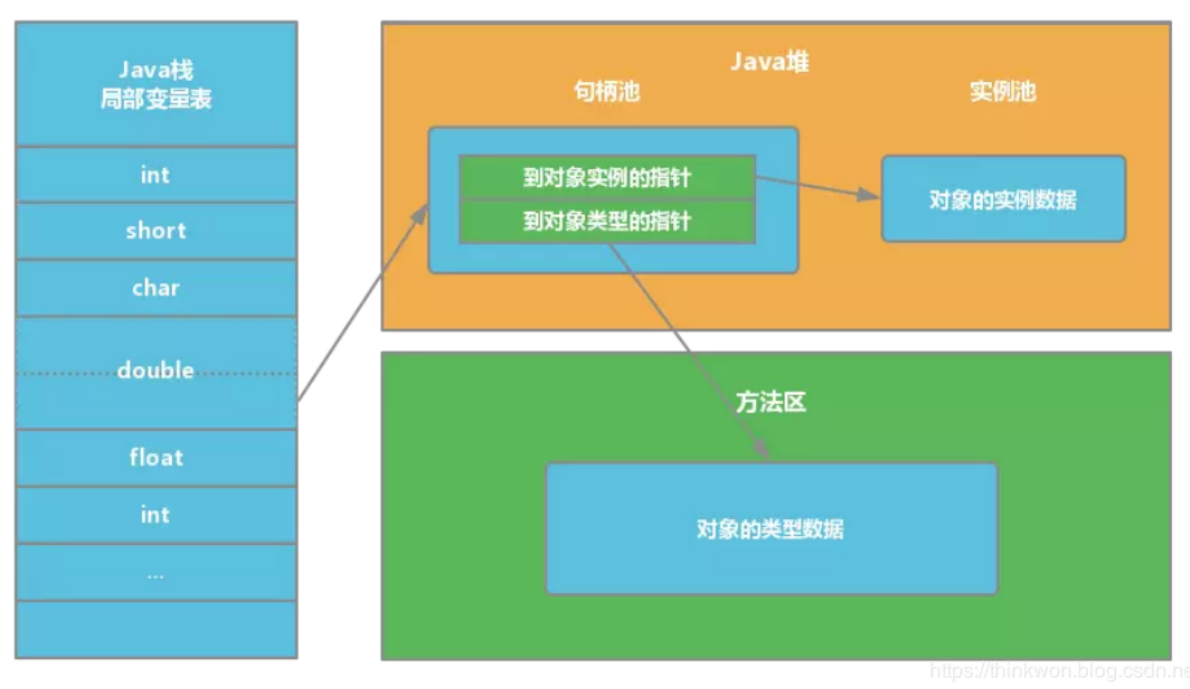 Java栈
局部变量表
int
short
char
double
float
int
...
Java堆
句柄池
实例池
到对象实例的指针
到对象类型的指针
对象的实例数据
方法区
对象的类型数据
https://thinkwon.blog.csdn.ne